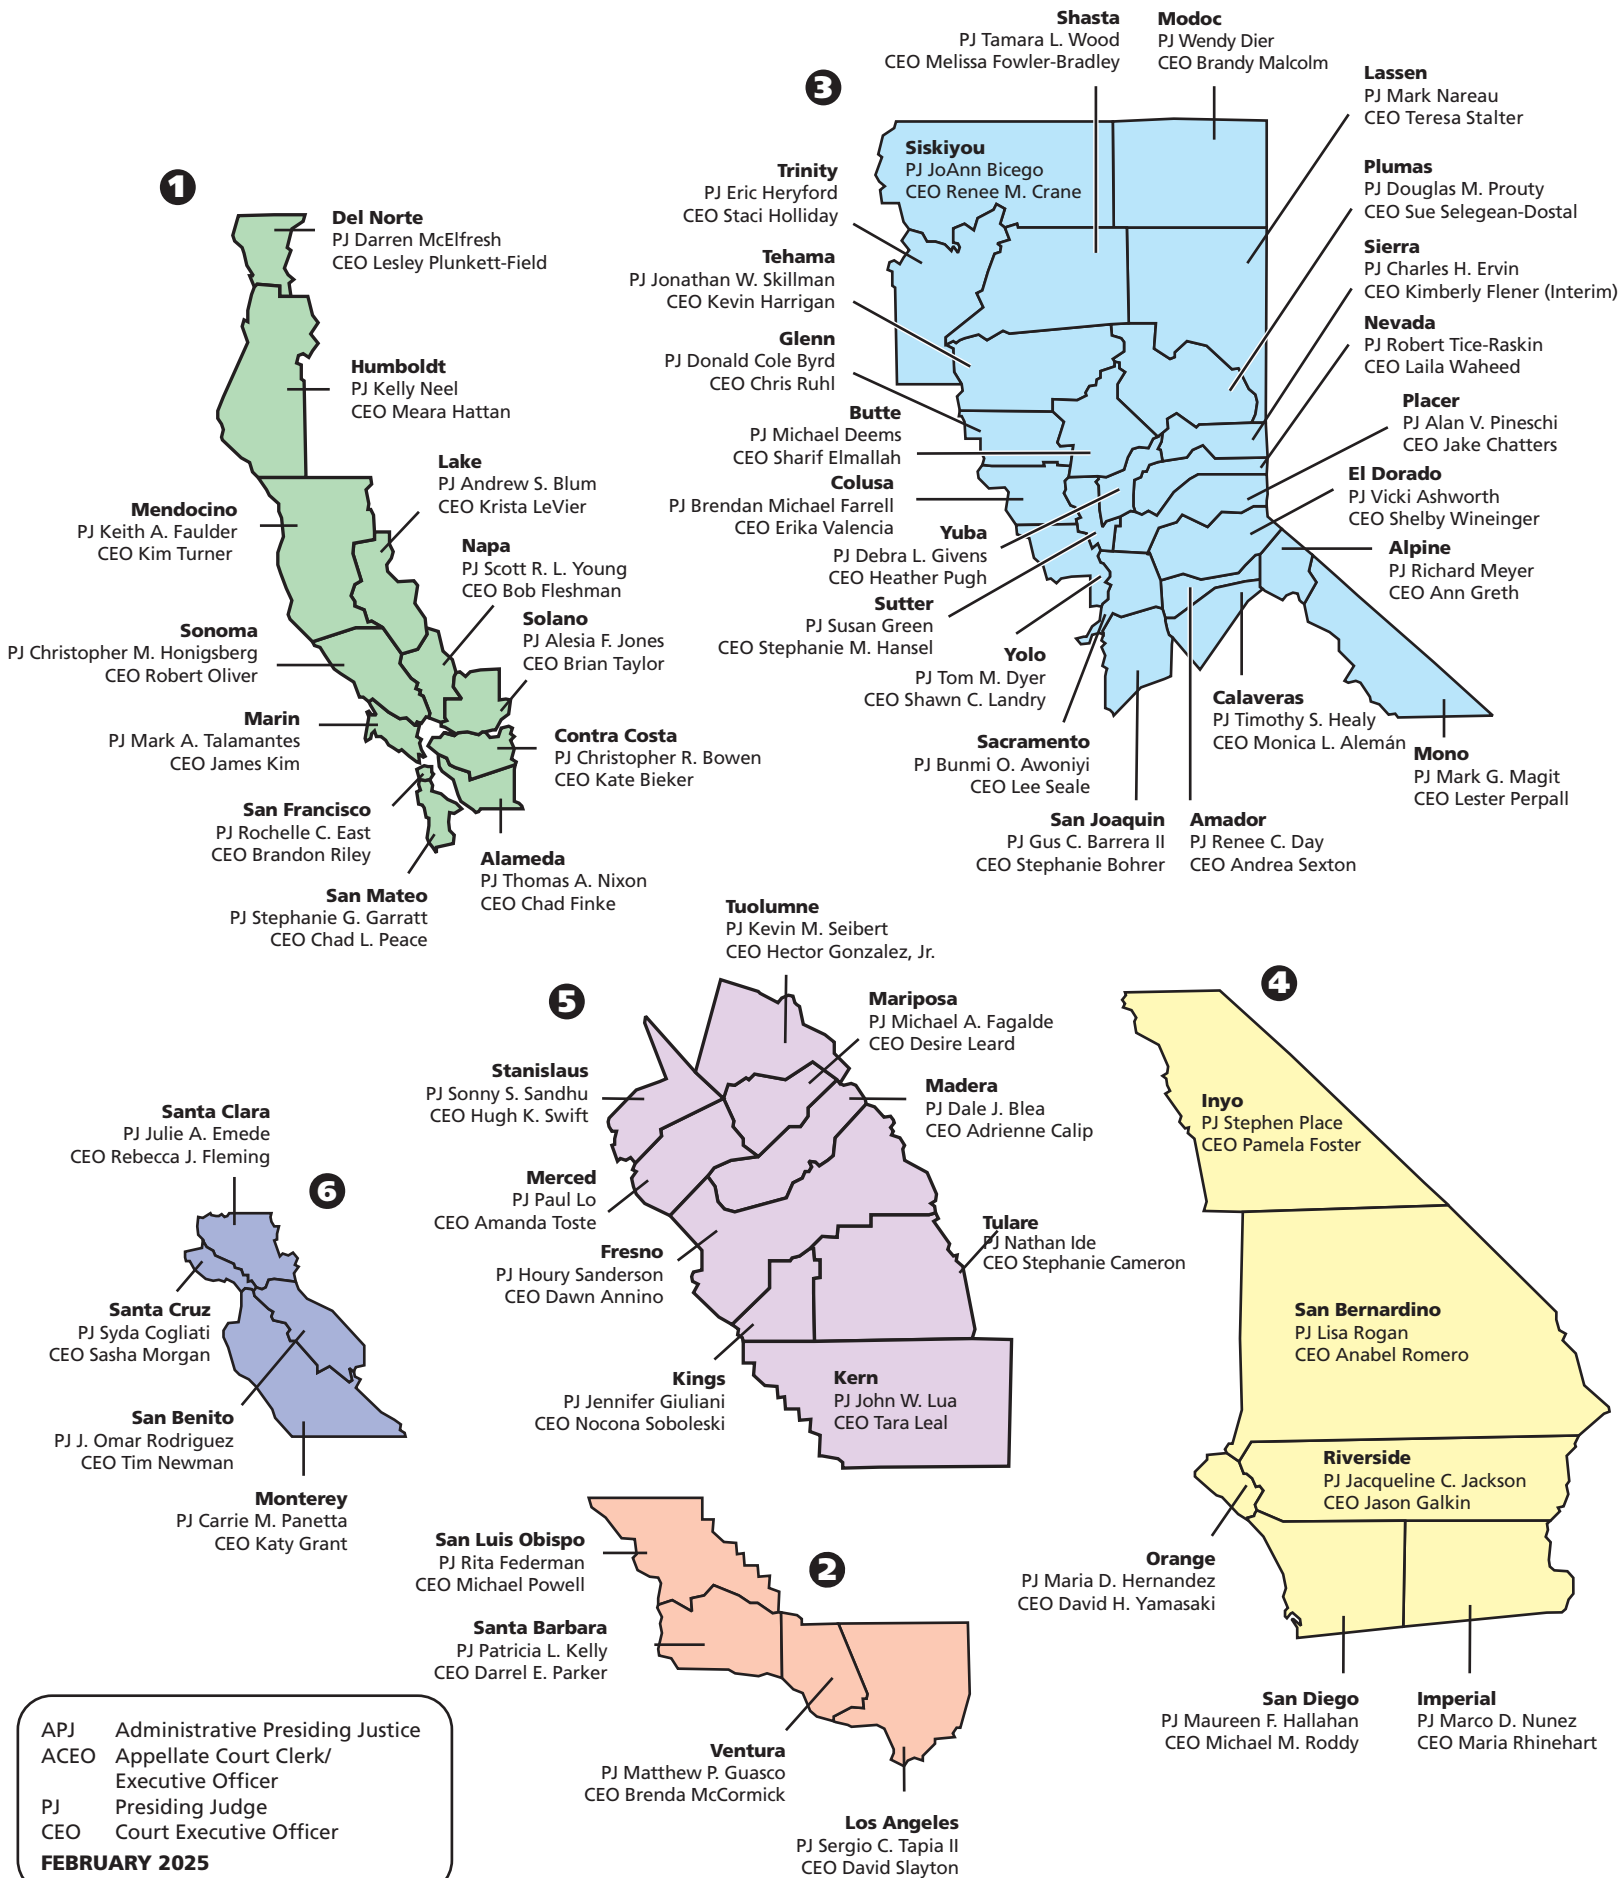 1
Del Norte
PJ Darren McElfresh
CEO Lesley Plunkett-Field
Humboldt
PJ Kelly Neel
CEO Meara Hattan
Lake
PJ Andrew S. Blum
CEO Krista LeVier
Mendocino
PJ Keith A. Faulder
CEO Kim Turner
Napa
PJ Scott R. L. Young
CEO Bob Fleshman
Solano
PJ Alesia F. Jones
CEO Brian Taylor
Sonoma
PJ Christopher M. Honigsberg
CEO Robert Oliver
Marin
PJ Mark A. Talamantes
CEO James Kim
Contra Costa
PJ Christopher R. Bowen
CEO Kate Bieker
San Francisco
PJ Rochelle C. East
CEO Brandon Riley
Alameda
PJ Thomas A. Nixon
CEO Chad Finke
San Mateo
PJ Stephanie G. Garratt
CEO Chad L. Peace
3
Shasta
PJ Tamara L. Wood
CEO Melissa Fowler-Bradley
Modoc
PJ Wendy Dier
CEO Brandy Malcolm
Lassen
PJ Mark Nareau
CEO Teresa Stalter
Siskiyou
PJ JoAnn Bicego
CEO Renee M. Crane
Trinity
PJ Eric Heryford
CEO Staci Holliday
Plumas
PJ Douglas M. Prouty
CEO Sue Selegean-Dostal
Tehama
PJ Jonathan W. Skillman
CEO Kevin Harrigan
Sierra
PJ Charles H. Ervin
CEO Kimberly Flener (Interim)
Glenn
PJ Donald Cole Byrd
CEO Chris Ruhl
Nevada
PJ Robert Tice-Raskin
CEO Laila Waheed
Butte
PJ Michael Deems
CEO Sharif Elmallah
Placer
PJ Alan V. Pineschi
CEO Jake Chatters
Colusa
PJ Brendan Michael Farrell
CEO Erika Valencia
El Dorado
PJ Vicki Ashworth
CEO Shelby Wineinger
Yuba
PJ Debra L. Givens
CEO Heather Pugh
Alpine
PJ Richard Meyer
CEO Ann Greth
Sutter
PJ Susan Green
CEO Stephanie M. Hansel
Yolo
PJ Tom M. Dyer
CEO Shawn C. Landry
Calaveras
PJ Timothy S. Healy
CEO Monica L. Alemán
Sacramento
PJ Bunmi O. Awoniyi
CEO Lee Seale
Mono
PJ Mark G. Magit
CEO Lester Perpall
San Joaquin
PJ Gus C. Barrera II
CEO Stephanie Bohrer
Amador
PJ Renee C. Day
CEO Andrea Sexton
5
Tuolumne
PJ Kevin M. Seibert
CEO Hector Gonzalez, Jr.
Mariposa
PJ Michael A. Fagalde
CEO Desire Leard
Stanislaus
PJ Sonny S. Sandhu
CEO Hugh K. Swift
Madera
PJ Dale J. Blea
CEO Adrienne Calip
Merced
PJ Paul Lo
CEO Amanda Toste
Fresno
PJ Houry Sanderson
CEO Dawn Annino
Tulare
PJ Nathan Ide
CEO Stephanie Cameron
Kings
PJ Jennifer Giuliani
CEO Nocona Soboleski
Kern
PJ John W. Lua
CEO Tara Leal
4
Inyo
PJ Stephen Place
CEO Pamela Foster
San Bernardino
PJ Lisa Rogan
CEO Anabel Romero
Riverside
PJ Jacqueline C. Jackson
CEO Jason Galkin
Orange
PJ Maria D. Hernandez
CEO David H. Yamasaki
San Diego
PJ Maureen F. Hallahan
CEO Michael M. Roddy
Imperial
PJ Marco D. Nunez
CEO Maria Rhinehart
6
Santa Clara
PJ Julie A. Emede
CEO Rebecca J. Fleming
Santa Cruz
PJ Syda Cogliati
CEO Sasha Morgan
San Benito
PJ J. Omar Rodriguez
CEO Tim Newman
Monterey
PJ Carrie M. Panetta
CEO Katy Grant
2
San Luis Obispo
PJ Rita Federman
CEO Michael Powell
Santa Barbara
PJ Patricia L. Kelly
CEO Darrel E. Parker
Ventura
PJ Matthew P. Guasco
CEO Brenda McCormick
Los Angeles
PJ Sergio C. Tapia II
CEO David Slayton
APJ Administrative Presiding Justice
ACEO Appellate Court Clerk/
Executive Officer
PJ Presiding Judge
CEO Court Executive Officer
FEBRUARY 2025